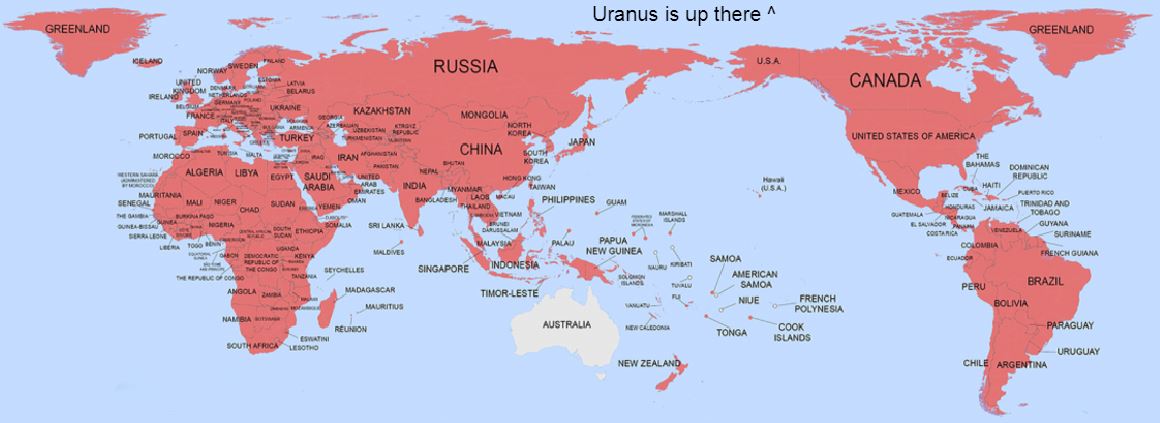 Uranus is up there ^
GREENLAND
GREENLAND
ICELAND
NORWAY
SWEDEN
FINLAND
RUSSIA
U.S.A.
CANADA
UNITED
KINGDOM
IRELAND
DENMARK
ESTONIA
LATVIA
NETHERLANDS
BELARUS
GERMANY
POLAND
BELGIUM
UKRAINE
FRANCE
KAZAKHSTAN
MONGOLIA
ITALY
GEORGIA
PORTUGAL
SPAIN
ARMENIA
AZERBAIJAN
UZBEKISTAN
KYRGYZ
REPUBLIC
TURKEY
TURKMENISTAN
NORTH
KOREA
JAPAN
UNITED STATES OF AMERICA
MOROCCO
TUNISIA
MALTA
IRAQ
IRAN
AFGHANISTAN
CHINA
SOUTH
KOREA
PAKISTAN
BHUTAN
NEPAL
THE
BAHAMAS
DOMINICAN
REPUBLIC
ALGERIA
LIBYA
EGYPT
SAUDI
ARABIA
UNITED
ARAB
EMIRATES
HONG KONG
TAIWAN
WESTERN SAHARA
(ADMINISTERED
BY MOROCCO)
INDIA
MYANMAR
LAOS
MACAU
Hawaii
(U.S.A.)
MEXICO
CUBA
HAITI
PUERTO RICO
MAURITANIA
MALI
NIGER
CHAD
SUDAN
ERITREA
YEMEN
OMAN
BANGLADESH
THAILAND
PHILIPPINES
GUAM
BELIZE
HONDURAS
JAMAICA
TRINIDAD AND
TOBAGO
SENEGAL
THE GAMBIA
GUINEA-BISSAU
BURKINA FASO
GUINEA
DJIBOUTI
CAMBODIA
VIETNAM
FEDERATED
STATES OF
MICRONESIA
MARSHALL
ISLANDS
GUATEMALA
NICARAGUA
EL SALVADOR
COSTA RICA
PANAMA
GUYANA
SIERRA LEONE
NIGERIA
CENTRAL AFRICAN
REPUBLIC
SOUTH
SUDAN
ETHIOPIA
SOMALIA
SRI LANKA
BRUNEI
DARUSSALAM
VENEZUELA
SURINAME
LIBERIA
TOGO
BENIN
CAMEROON
UGANDA
MALDIVES
MALAYSIA
PALAU
PAPUA
NEW GUINEA
COLOMBIA
FRENCH GUIANA
EQUATORIAL
GUINEA
GABON
DEMOCRATIC
REPUBLIC OF
THE CONGO
KENYA
SAO TOME
AND PRINCIPE
SEYCHELLES
SINGAPORE
INDONESIA
NAURU
KIRIBATI
SAMOA
ECUADOR
THE REPUBLIC OF CONGO
TANZANIA
SOLOMON
ISLANDS
TUVALU
AMERICAN
SAMOA
PERU
BRAZIL
ANGOLA
ZAMBIA
MALAWI
MADAGASCAR
TIMOR-LESTE
FIJI
NIUE
FRENCH
POLYNESIA
BOLIVIA
ZIMBABWE
MOZAMBIQUE
MAURITIUS
VANUATU
NAMIBIA
BOTSWANA
RÉUNION
AUSTRALIA
NEW CALEDONIA
TONGA
COOK
ISLANDS
PARAGUAY
SOUTH AFRICA
ESWATINI
LESOTHO
NEW ZEALAND
CHILE
ARGENTINA
URUGUAY